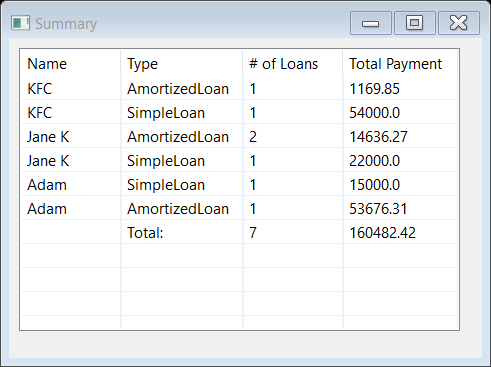 Summary
Name Type # of Loans Total Payment
KFC AmortizedLoan 1 1169.85
KFC SimpleLoan 1 54000.0
Jane K AmortizedLoan 2 14636.27
Jane K SimpleLoan 1 22000.0
Adam SimpleLoan 1 15000.0
Adam AmortizedLoan 1 53676.31
Total: 7 160482.42